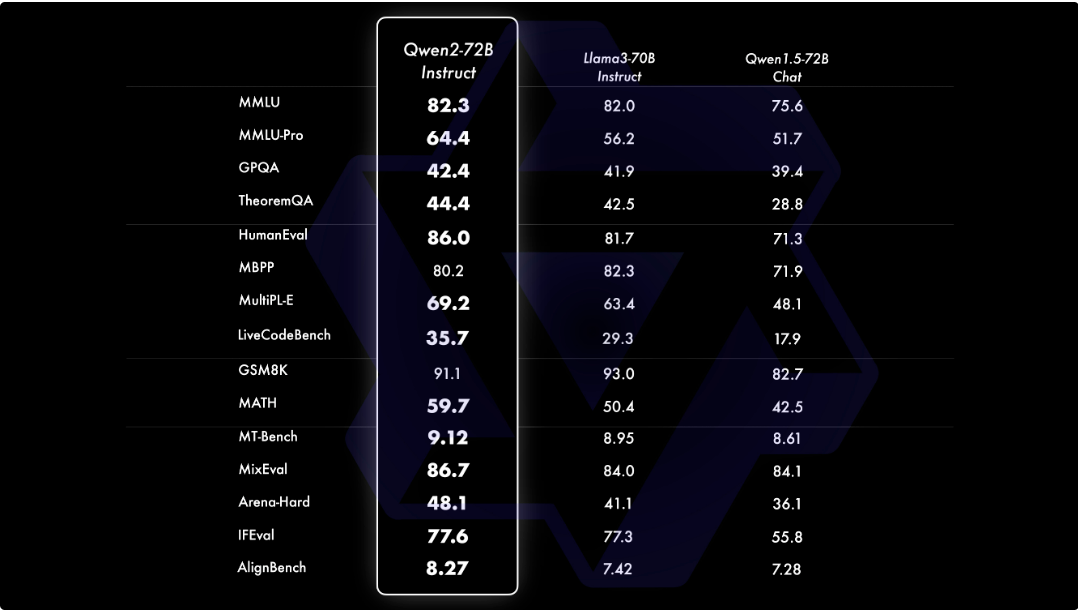 Qwen2-72B Instruct Llama3-70B Instruct Qwen1.5-72B Chat
MMLU 82.3 82.0 75.6
MMLU-Pro 64.4 56.2 51.7
GPQA 42.4 41.9 39.4
TheoremQA 44.4 42.5 28.8
HumanEval 86.0 81.7 71.3
MBPP 80.2 82.3 71.9
MultiPL-E 69.2 63.4 48.1
LiveCodeBench 35.7 29.3 17.9
GSM8K 91.1 93.0 82.7
MATH 59.7 50.4 42.5
MT-Bench 9.12 8.95 8.61
MixEval 86.7 84.0 84.1
Arena-Hard 48.1 41.1 36.1
IFEval 77.6 77.3 55.8
AlignBench 8.27 7.42 7.28